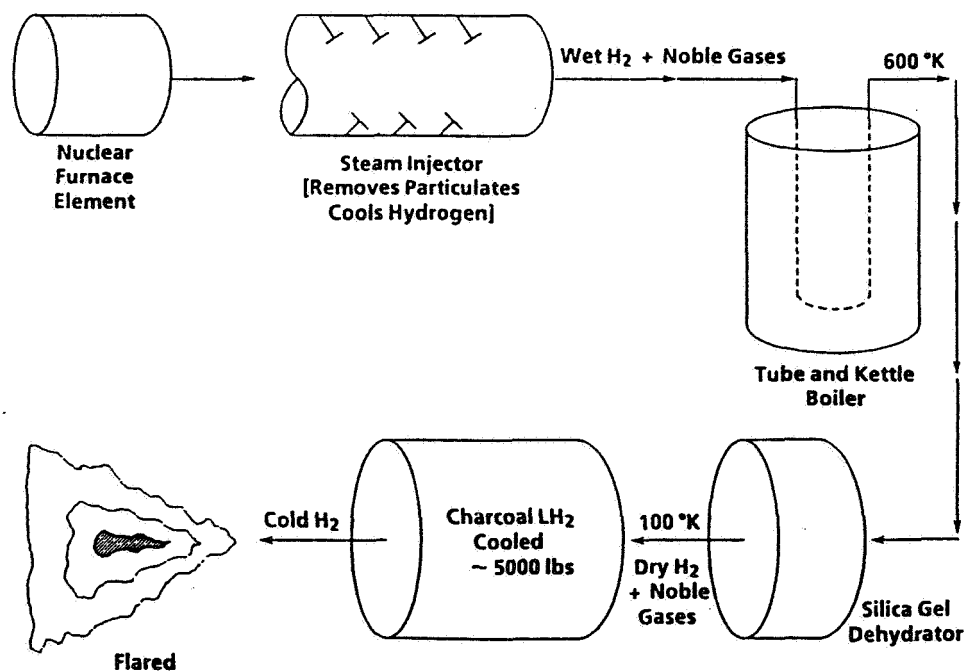 Nuclear
Furnace
Element
Steam Injector
[Removes Particulates
Cools Hydrogen]
Wet H₂ + Noble Gases
600 °K
Tube and Kettle
Boiler
Silica Gel
Dehydrator
100 °K
Dry H₂
+ Noble
Gases
Charcoal LH₂
Cooled
~ 5000 lbs
Cold H₂
Flared